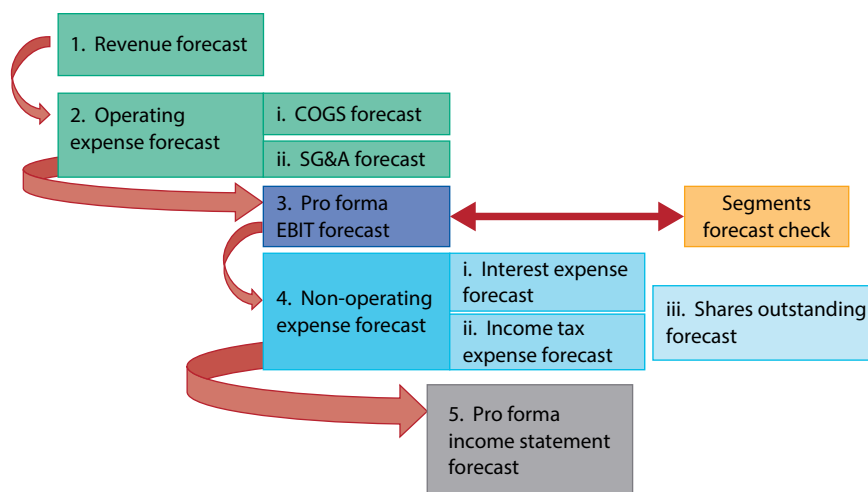 1. Revenue forecast
2. Operating
expense forecast
i. COGS forecast
ii. SG&A forecast
3. Pro forma
EBIT forecast
Segments
forecast check
4. Non-operating
expense forecast
i. Interest expense
forecast
ii. Income tax
expense forecast
iii. Shares outstanding
forecast
5. Pro forma
income statement
forecast